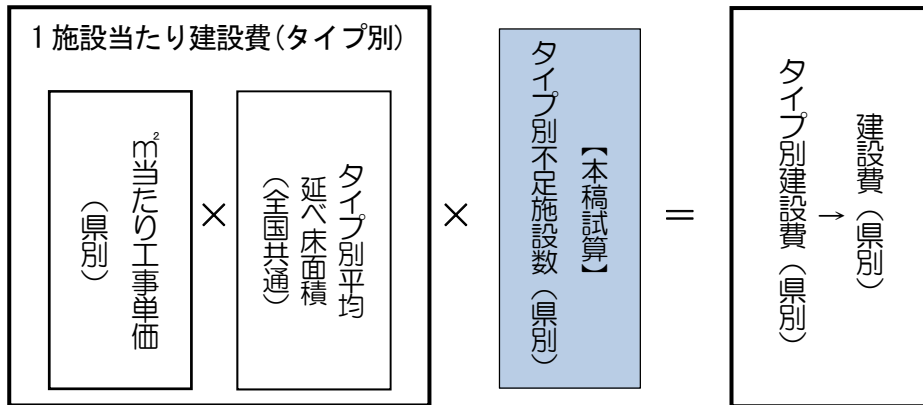 1施設当たり建設費(タイプ別)
㎡当たり工事単価
(県別)
×
タイプ別平均
延べ床面積
(全国共通)
×
【本稿試算】
タイプ別不足施設数(県別)
=
タイプ別建設費(県別)
→
建設費(県別)